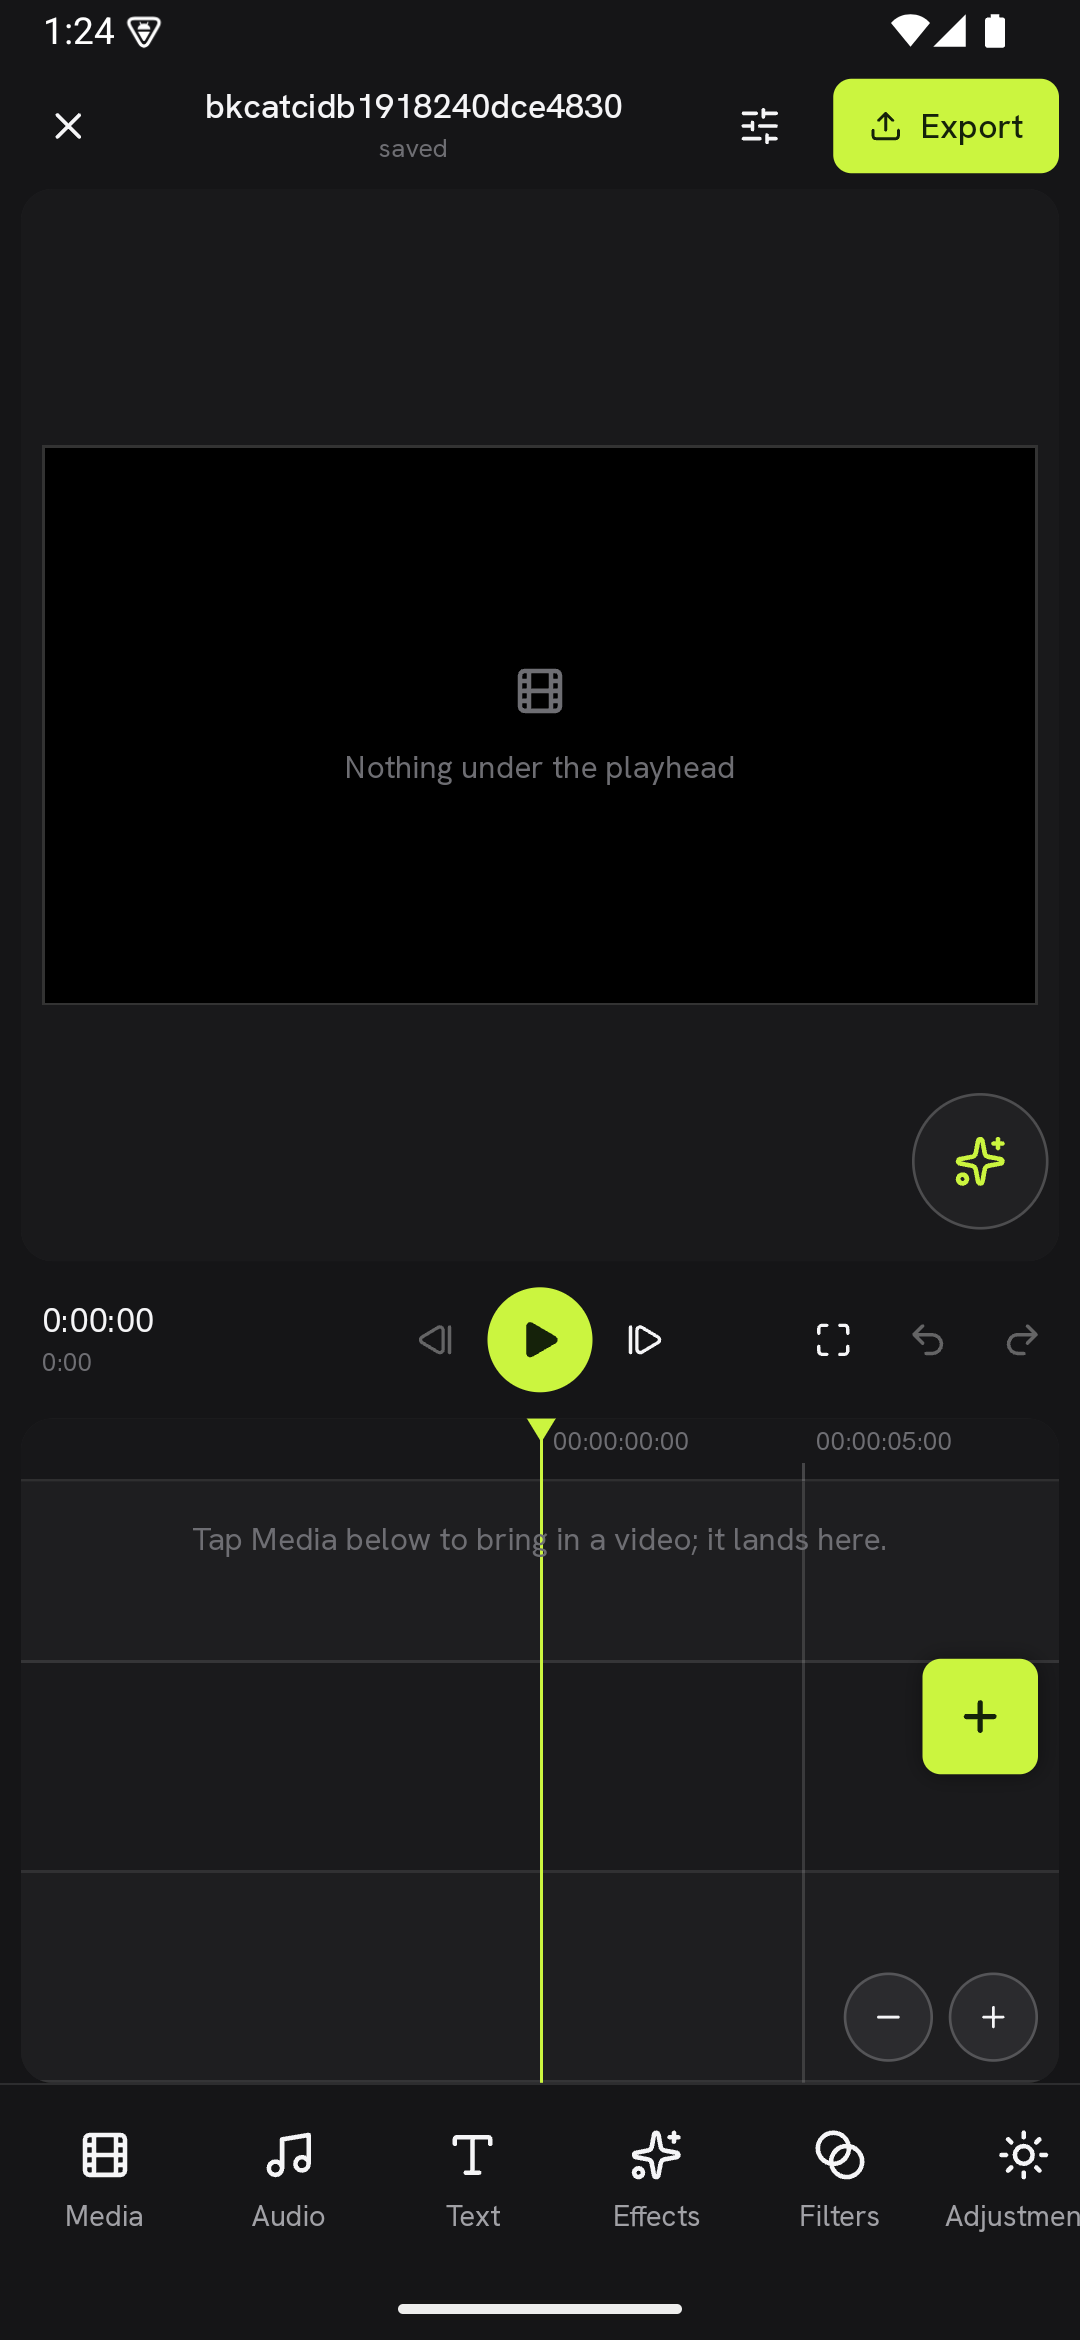 1:24
bkcatcidb1918240dce4830
saved
Export
Nothing under the playhead
0:00:00
0:00
00:00:00:00
00:00:05:00
Tap Media below to bring in a video; it lands here.
Media
Audio
Text
Effects
Filters
Adjustmen